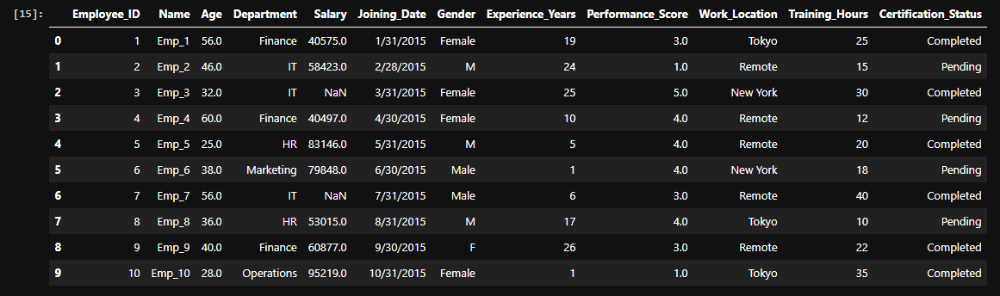 [15]: Employee_ID Name Age Department Salary Joining_Date Gender Experience_Years Performance_Score Work_Location Training_Hours Certification_Status
0 1 Emp_1 56.0 Finance 40575.0 1/31/2015 Female 19 3.0 Tokyo 25 Completed
1 2 Emp_2 46.0 IT 58423.0 2/28/2015 M 24 1.0 Remote 15 Pending
2 3 Emp_3 32.0 IT NaN 3/31/2015 Female 25 5.0 New York 30 Completed
3 4 Emp_4 60.0 Finance 40497.0 4/30/2015 Female 10 4.0 Remote 12 Pending
4 5 Emp_5 25.0 HR 83146.0 5/31/2015 M 5 4.0 Remote 20 Completed
5 6 Emp_6 38.0 Marketing 79848.0 6/30/2015 Male 1 4.0 New York 18 Pending
6 7 Emp_7 56.0 IT NaN 7/31/2015 Male 6 3.0 Remote 40 Completed
7 8 Emp_8 36.0 HR 53015.0 8/31/2015 M 17 4.0 Tokyo 10 Pending
8 9 Emp_9 40.0 Finance 60877.0 9/30/2015 F 26 3.0 Remote 22 Completed
9 10 Emp_10 28.0 Operations 95219.0 10/31/2015 Female 1 1.0 Tokyo 35 Completed